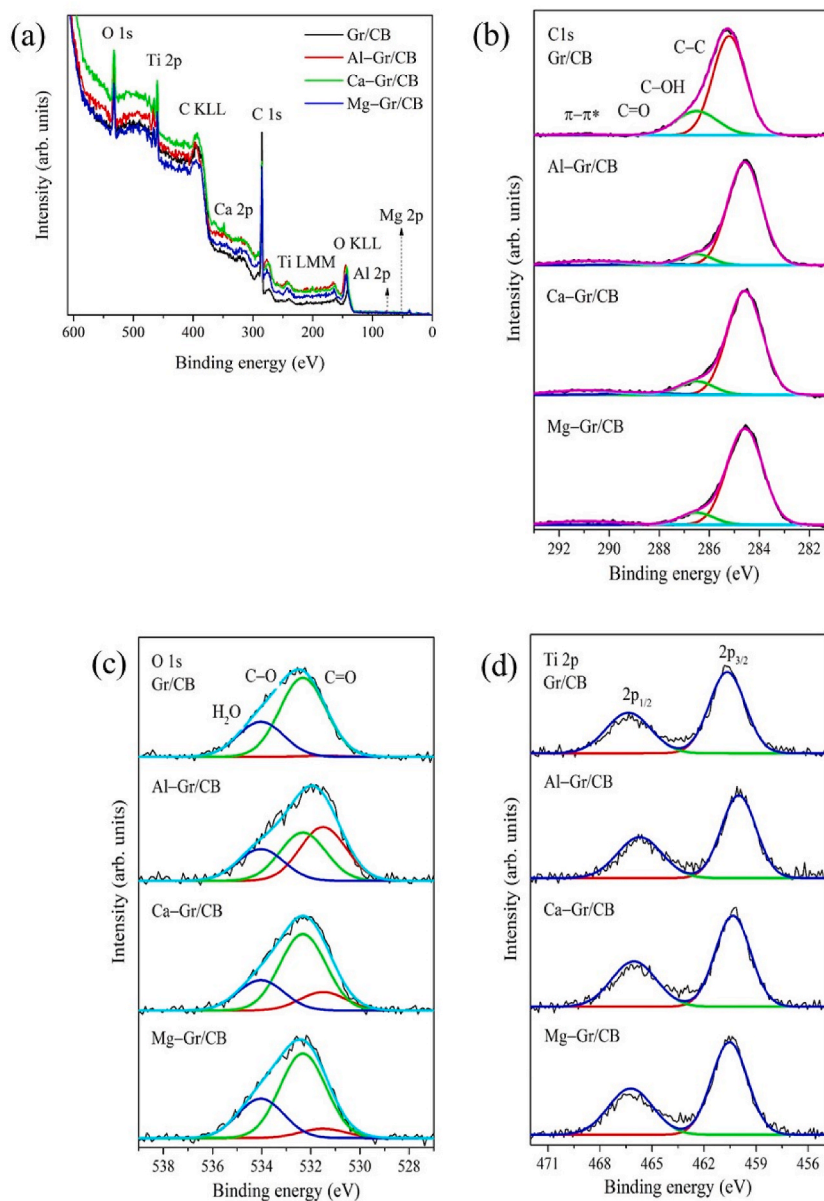 (a)
O 1s
Ti 2p
C KLL
C 1s
Ca 2p
Ti LMM
O KLL
Al 2p
Mg 2p
Gr/CB
Al–Gr/CB
Ca–Gr/CB
Mg–Gr/CB
Intensity (arb. units)
600 500 400 300 200 100 0
Binding energy (eV)
(b)
C1s
Gr/CB
C–C
C–OH
C=O
π–π*
Al–Gr/CB
Ca–Gr/CB
Mg–Gr/CB
Intensity (arb. units)
292 290 288 286 284 282
Binding energy (eV)
(c)
O 1s
Gr/CB
C–O
C=O
H₂O
Al–Gr/CB
Ca–Gr/CB
Mg–Gr/CB
Intensity (arb. units)
538 536 534 532 530 528
Binding energy (eV)
(d)
Ti 2p
Gr/CB
2p₃/₂
2p₁/₂
Al–Gr/CB
Ca–Gr/CB
Mg–Gr/CB
Intensity (arb. units)
471 468 465 462 459 456
Binding energy (eV)